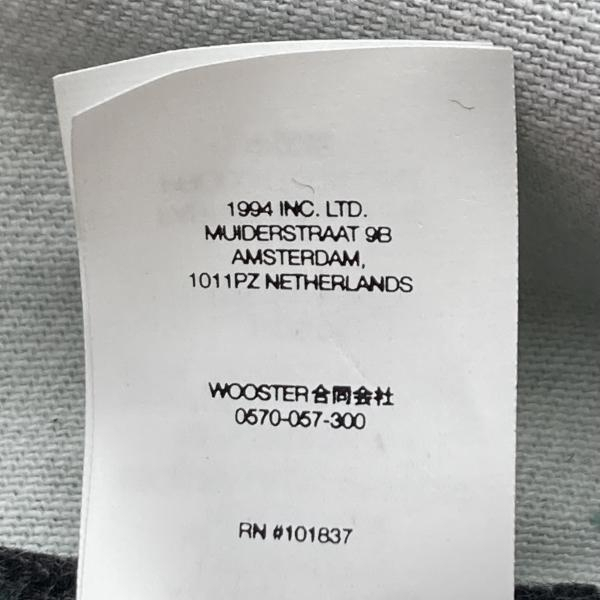 1994 INC. LTD.
MUIDERSTRAAT 9B
AMSTERDAM,
1011PZ NETHERLANDS
WOOSTER合同会社
0570-057-300
RN #101837